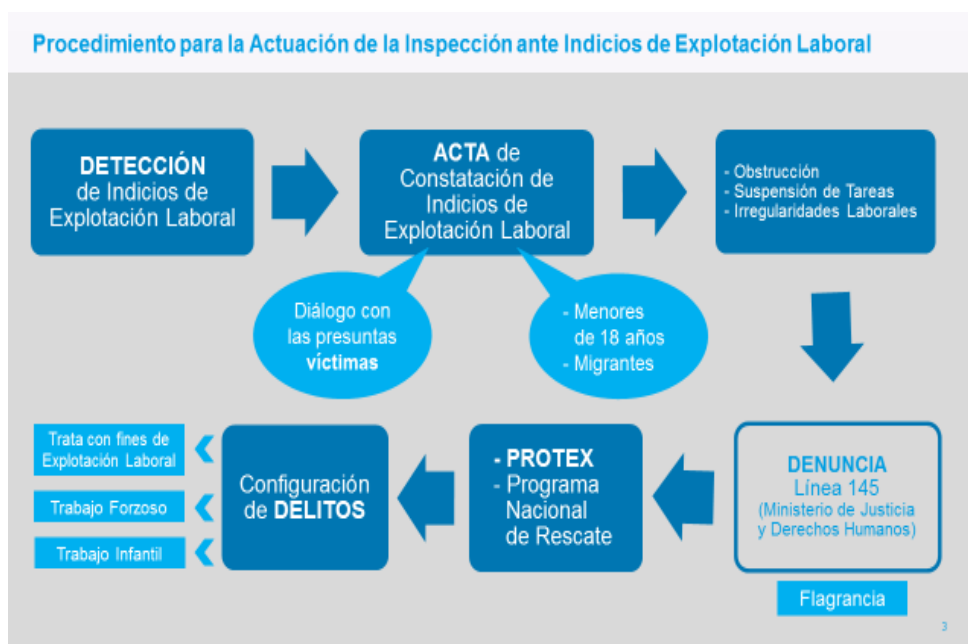 Procedimiento para la Actuación de la Inspección ante Indicios de Explotación Laboral
DETECCIÓN
de Indicios de
Explotación Laboral
ACTA de
Constatación de
Indicios de
Explotación Laboral
- Obstrucción
- Suspensión de Tareas
- Irregularidades Laborales
Diálogo con
las presuntas
víctimas
- Menores
de 18 años
- Migrantes
DENUNCIA
Línea 145
(Ministerio de Justicia
y Derechos Humanos)
Flagrancia
- PROTEX
- Programa
Nacional
de Rescate
Configuración
de DELITOS
Trata con fines de
Explotación Laboral
Trabajo Forzoso
Trabajo Infantil
3